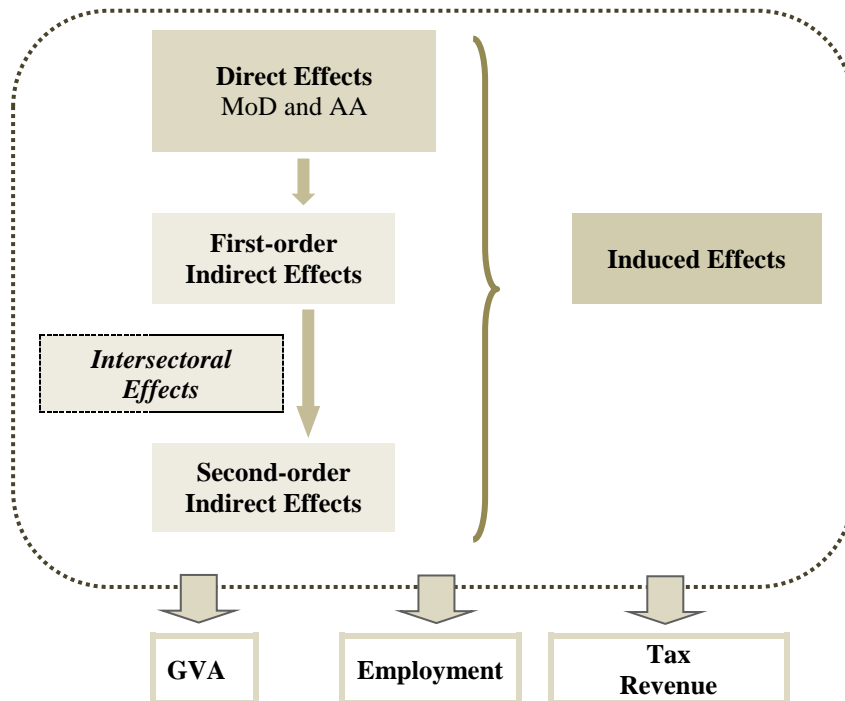 Direct Effects
MoD and AA
First-order
Indirect Effects
Induced Effects
Intersectoral
Effects
Second-order
Indirect Effects
GVA
Employment
Tax
Revenue